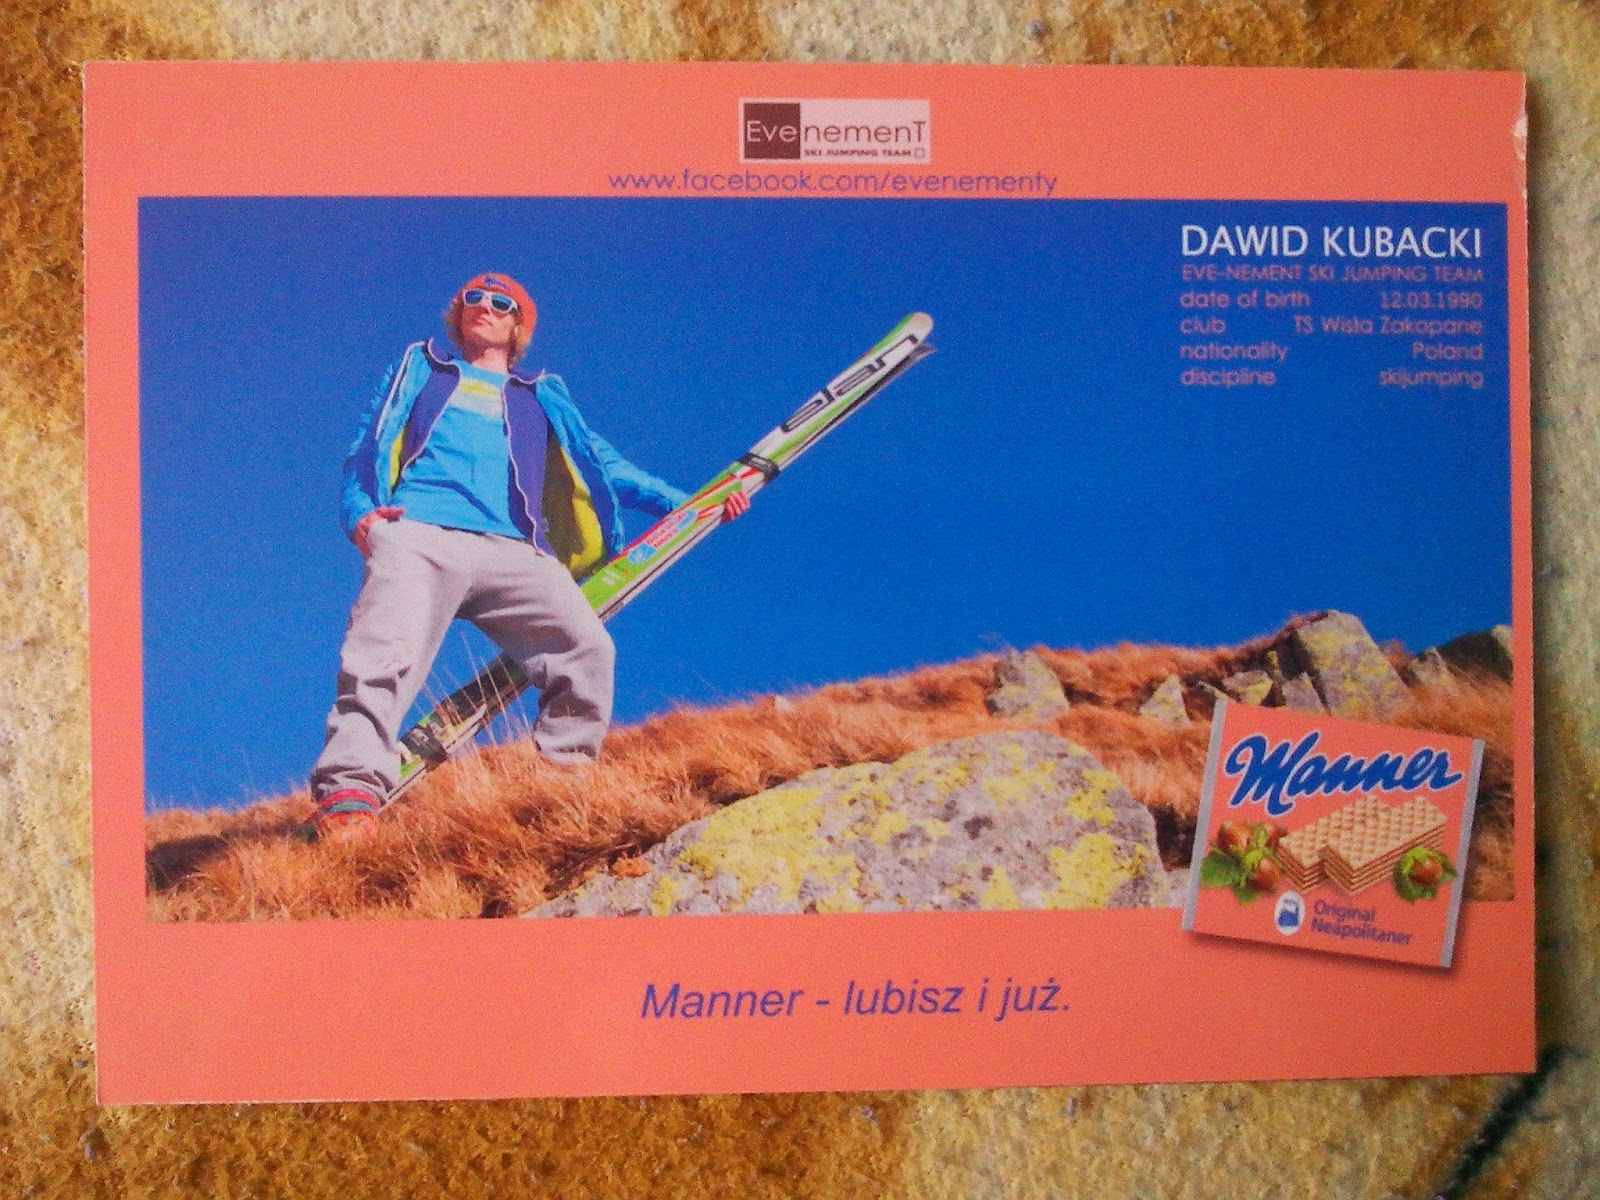 EvenemenT
SKI JUMPING TEAM
www.facebook.com/evenementy
DAWID KUBACKI
EVE-NEMENT SKI JUMPING TEAM
date of birth 12.03.1990
club TS Wisła Zakopane
nationality Poland
discipline skijumping
elan
Manner
Original
Neapolitaner
Manner - lubisz i już.